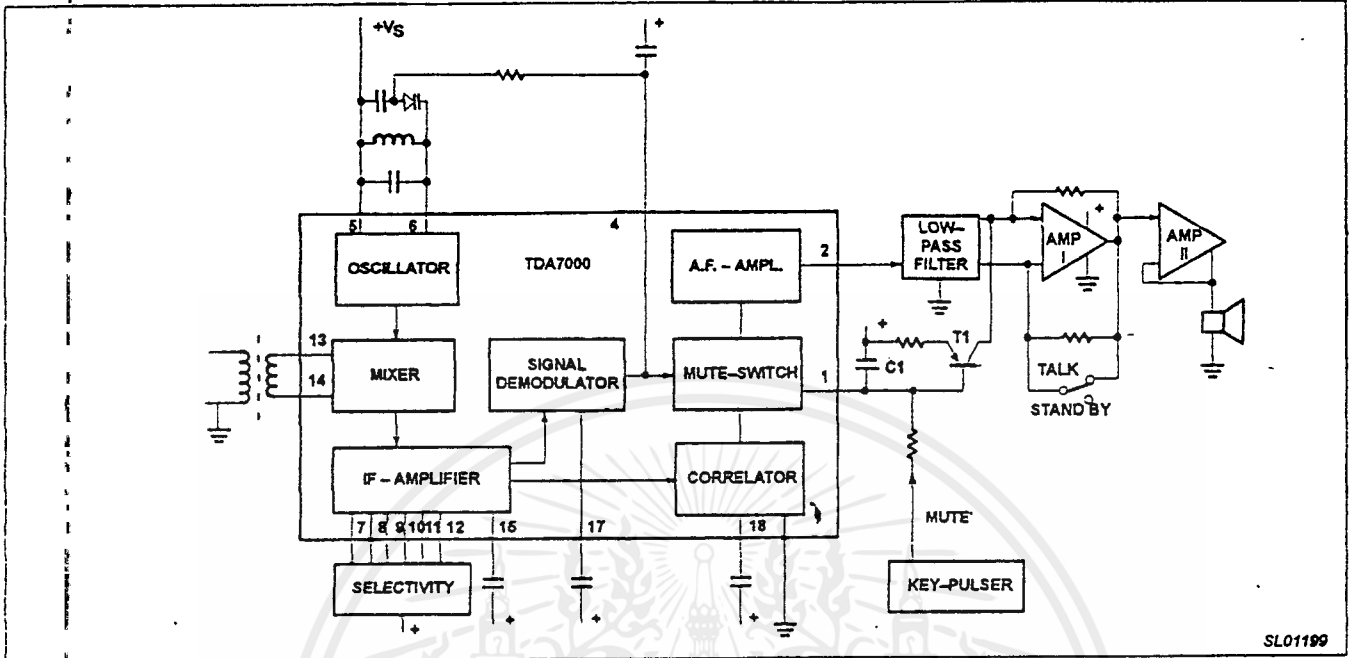 +VS
+
5
6
4
OSCILLATOR
TDA7000
A.F. – AMPL.
2
LOW–
PASS
FILTER
AMP
I
+
AMP
II
13
14
MIXER
SIGNAL
DEMODULATOR
MUTE–SWITCH
1
+
C1
T1
TALK
STAND BY
IF – AMPLIFIER
CORRELATOR
7 8 9 10 11 12 15 17 18
MUTE
SELECTIVITY
+
+
+
+
KEY–PULSER
SL01199